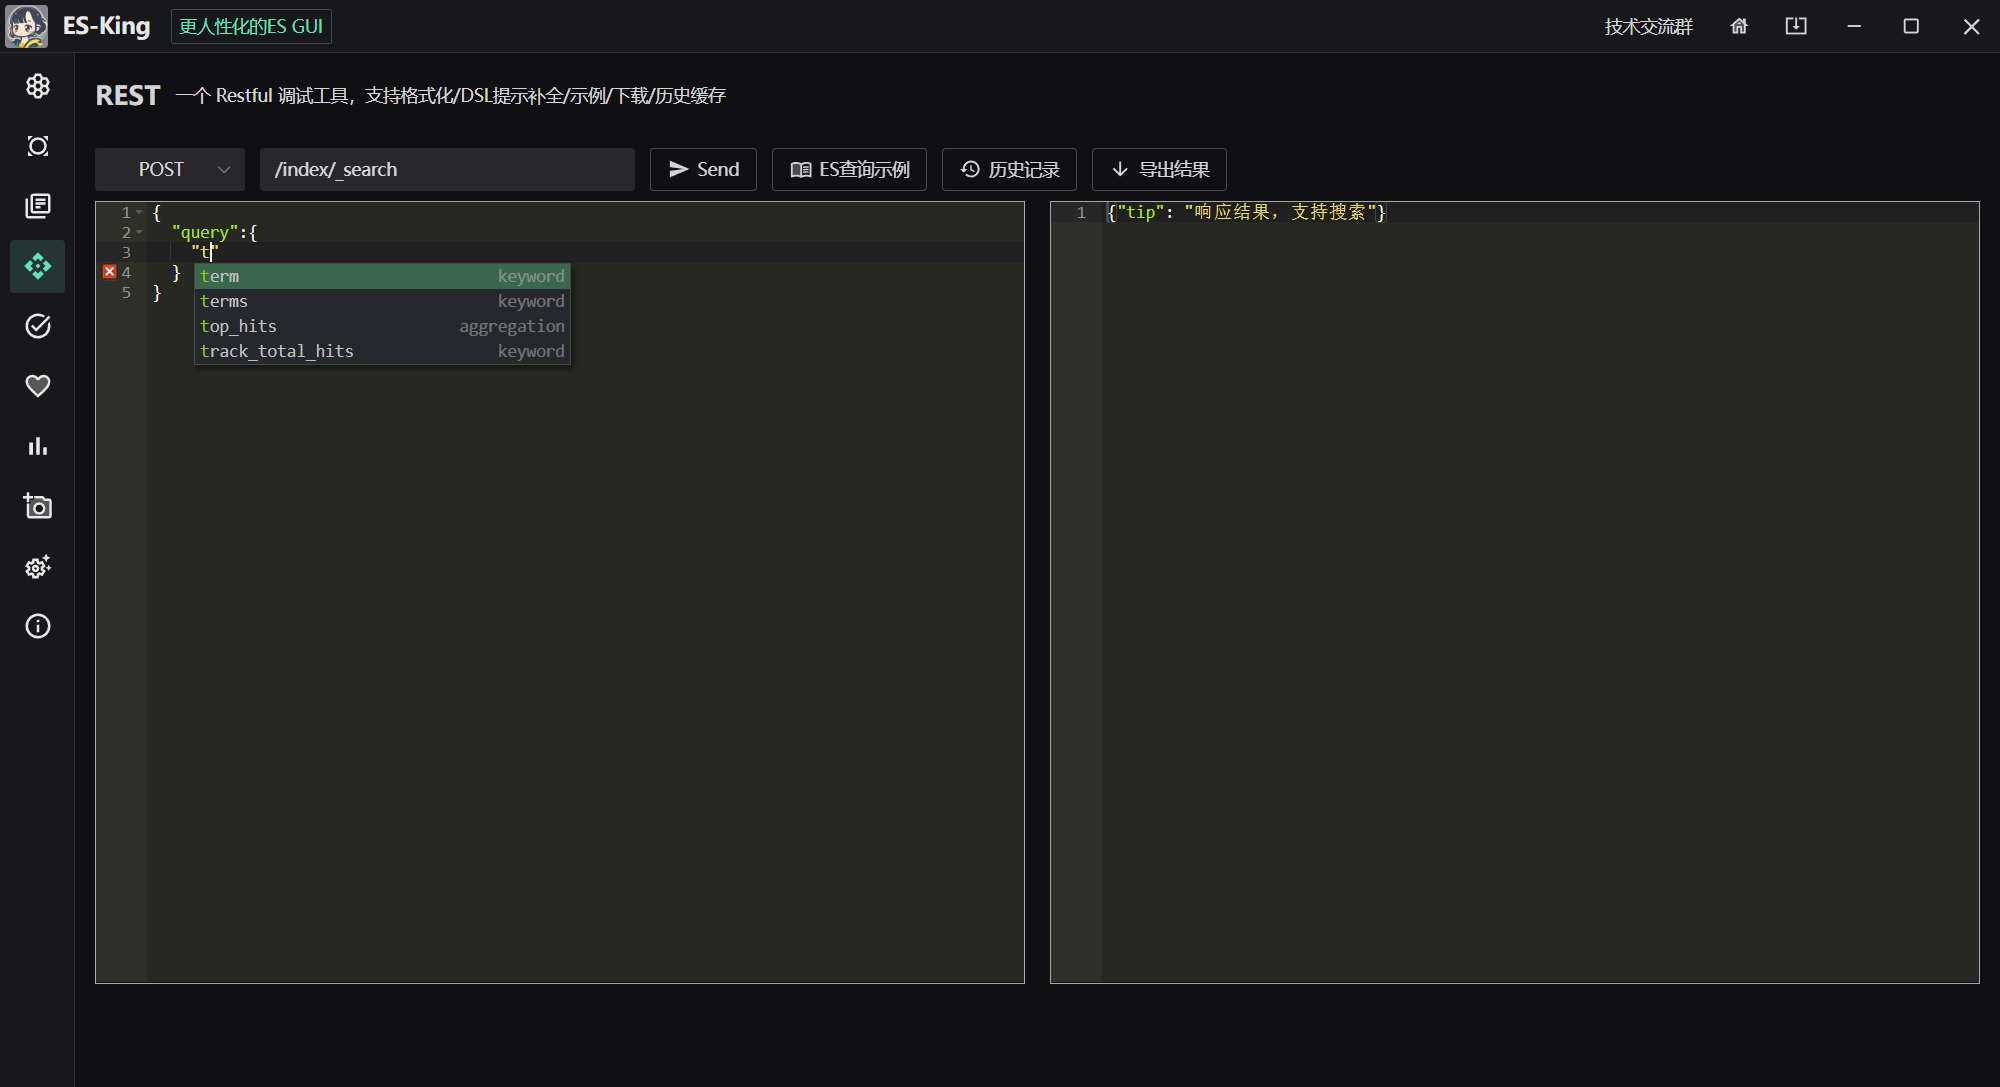 ES-King 更人性化的ES GUI 技术交流群
REST 一个 Restful 调试工具，支持格式化/DSL提示补全/示例/下载/历史缓存
POST /index/_search Send ES查询示例 历史记录 导出结果
1 {
2 "query":{
3 "t"
4 }
5 }
term keyword
terms keyword
top_hits aggregation
track_total_hits keyword
1 {"tip": "响应结果，支持搜索"}